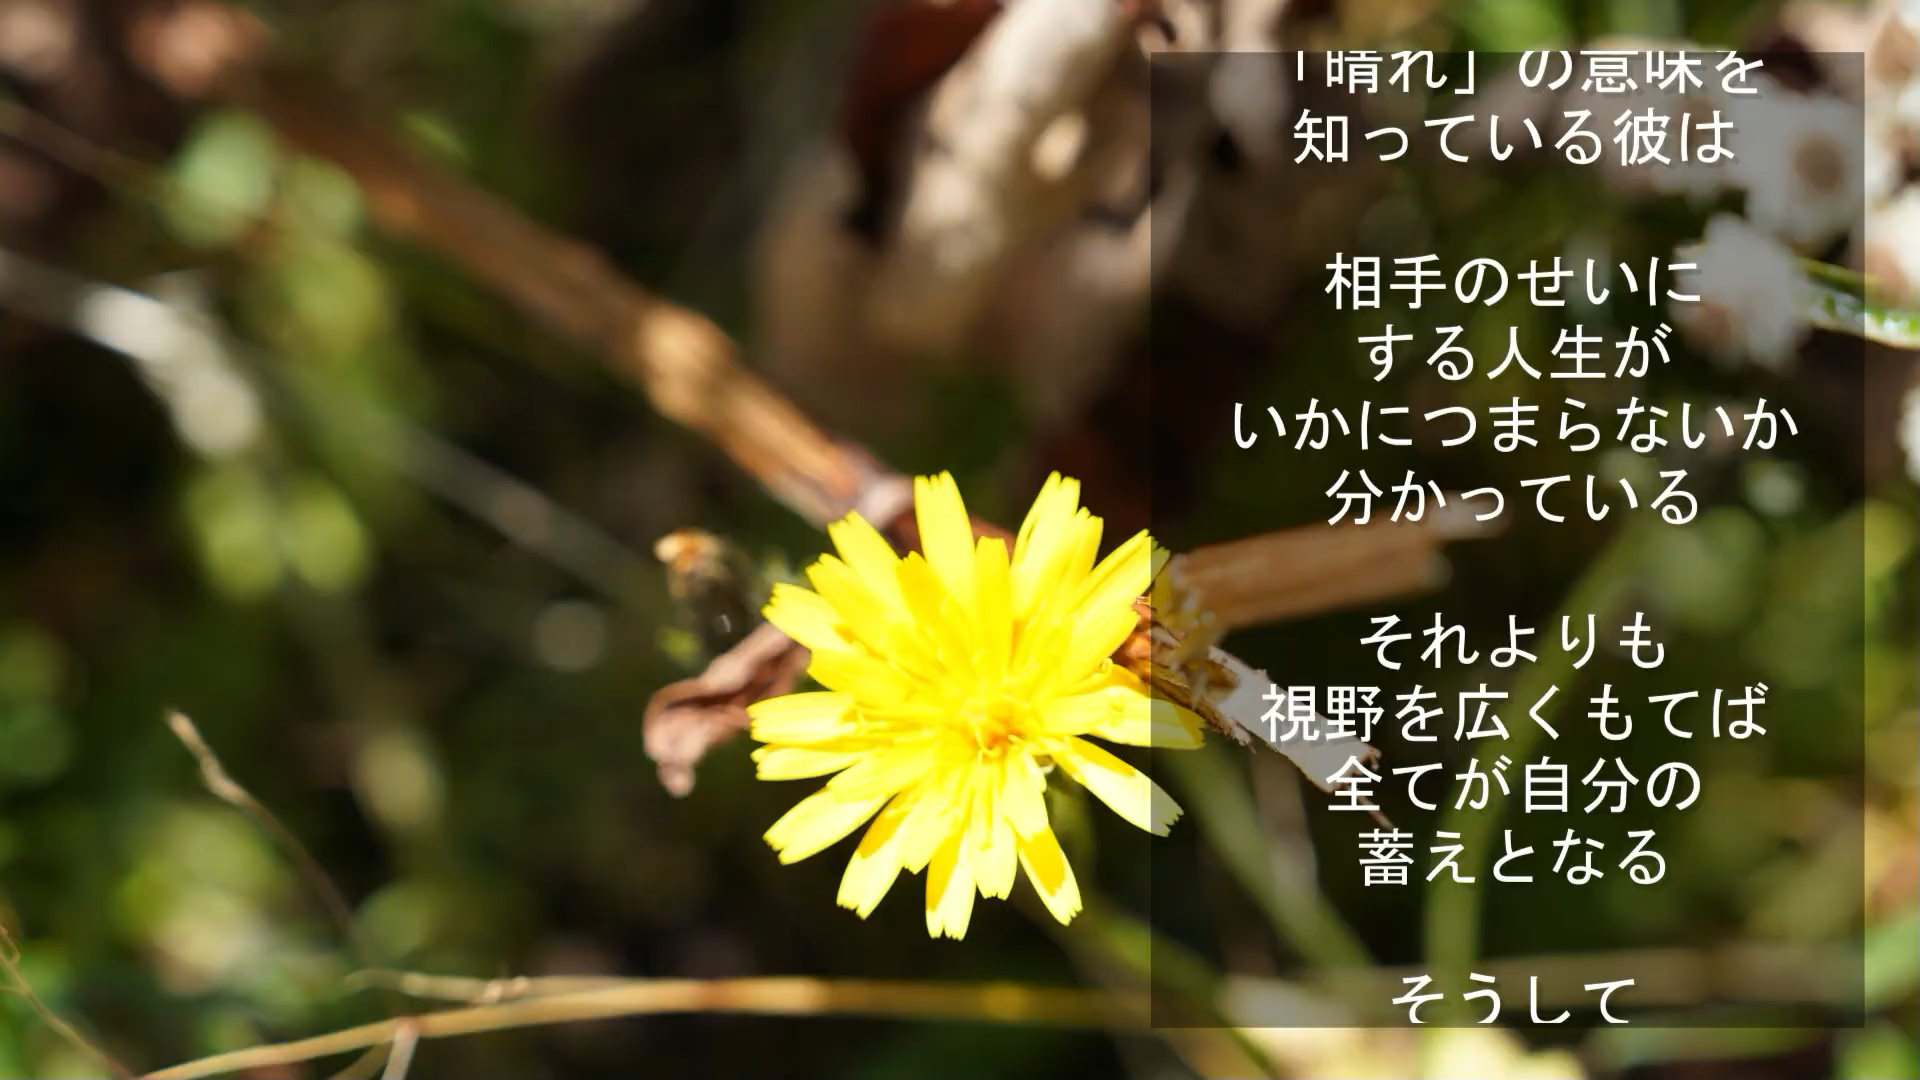 「晴れ」の意味を
知っている彼は
相手のせいに
する人生が
いかにつまらないか
分かっている
それよりも
視野を広くもてば
全てが自分の
蓄えとなる
そうして